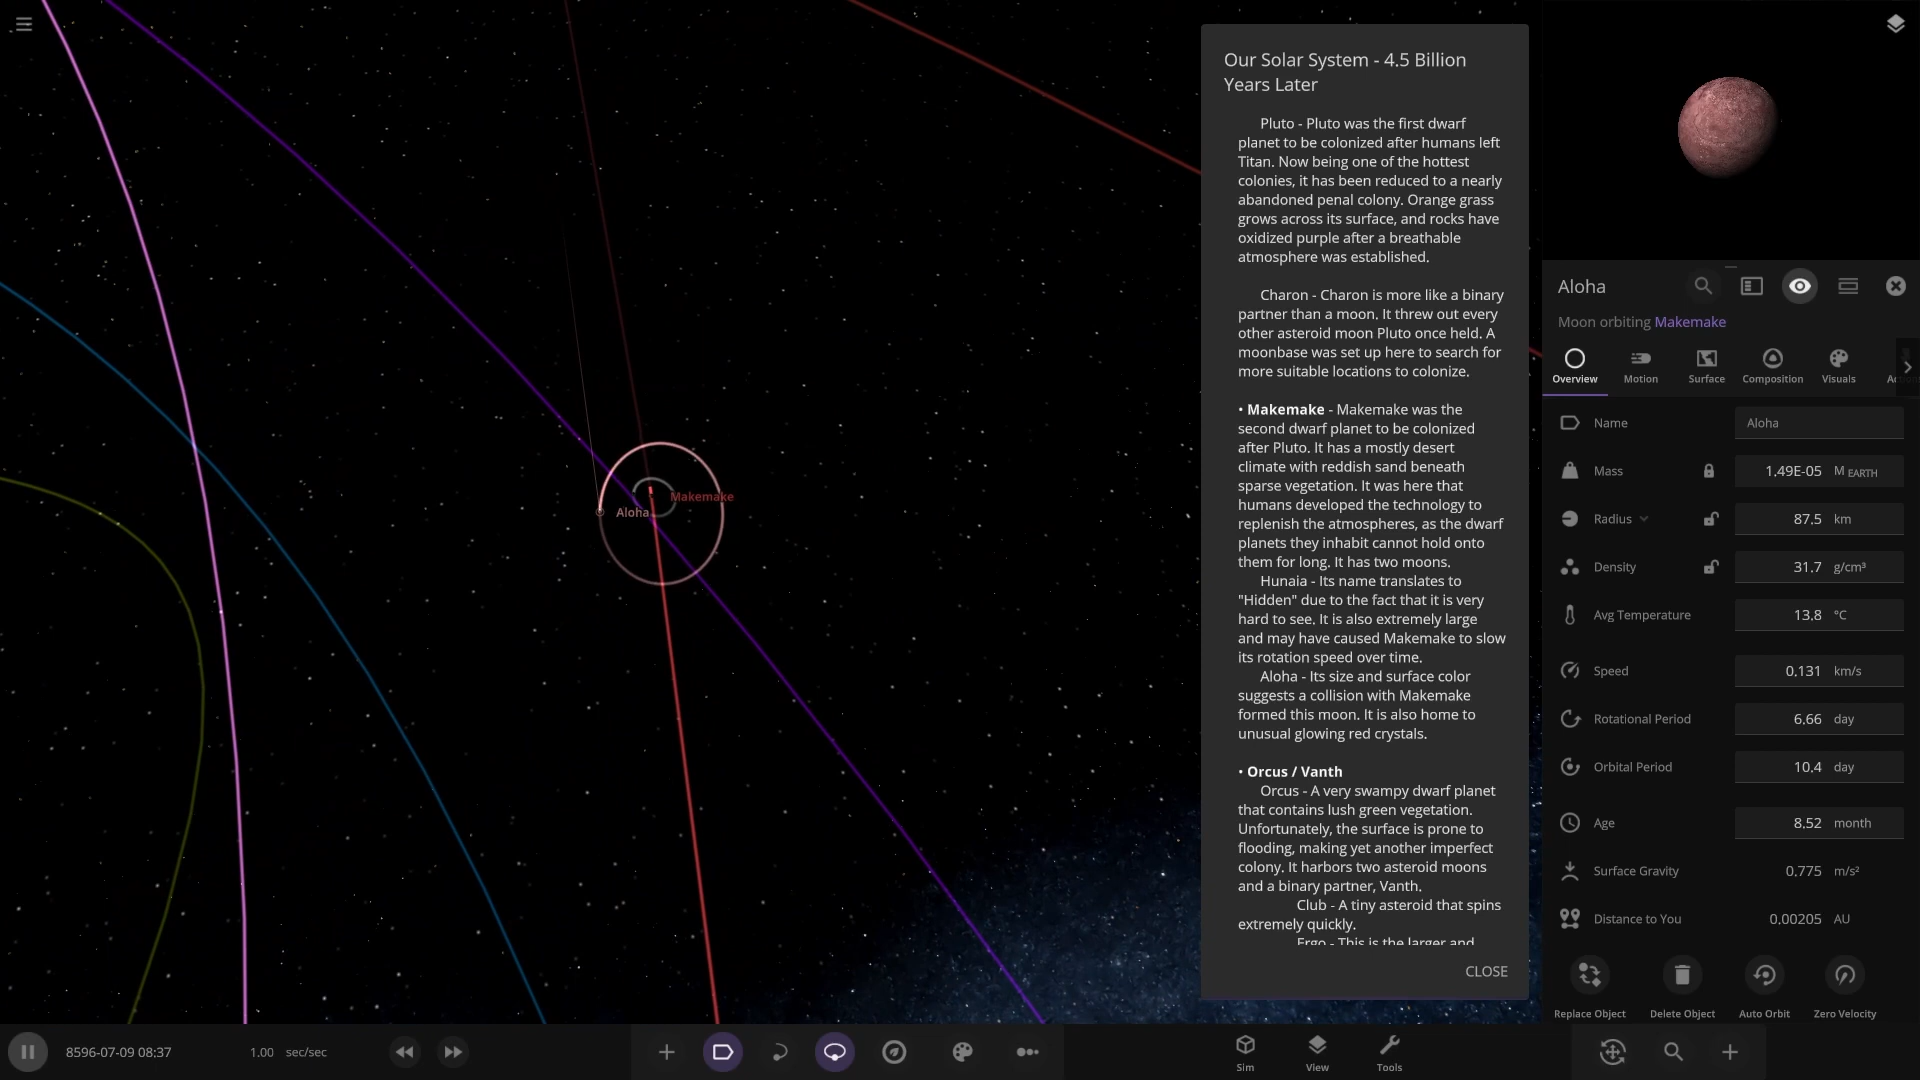 Our Solar System - 4.5 Billion
Years Later
Pluto - Pluto was the first dwarf
planet to be colonized after humans left
Titan. Now being one of the hottest
colonies, it has been reduced to a nearly
abandoned penal colony. Orange grass
grows across its surface, and rocks have
oxidized purple after a breathable
atmosphere was established.
Charon - Charon is more like a binary
partner than a moon. It threw out every
other asteroid moon Pluto once held. A
moonbase was set up here to search for
more suitable locations to colonize.
• Makemake - Makemake was the
second dwarf planet to be colonized
after Pluto. It has a mostly desert
climate with reddish sand beneath
sparse vegetation. It was here that
humans developed the technology to
replenish the atmospheres, as the dwarf
planets they inhabit cannot hold onto
them for long. It has two moons.
Hunaia - Its name translates to
"Hidden" due to the fact that it is very
hard to see. It is also extremely large
and may have caused Makemake to slow
its rotation speed over time.
Aloha - Its size and surface color
suggests a collision with Makemake
formed this moon. It is also home to
unusual glowing red crystals.
• Orcus / Vanth
Orcus - A very swampy dwarf planet
that contains lush green vegetation.
Unfortunately, the surface is prone to
flooding, making yet another imperfect
colony. It harbors two asteroid moons
and a binary partner, Vanth.
Club - A tiny asteroid that spins
extremely quickly.
Ergo - This is the larger and
CLOSE
Makemake
Aloha
Aloha
Moon orbiting Makemake
Overview
Motion
Surface
Composition
Visuals
Name Aloha
Mass 1.49E-05 M EARTH
Radius 87.5 km
Density 31.7 g/cm³
Avg Temperature 13.8 °C
Speed 0.131 km/s
Rotational Period 6.66 day
Orbital Period 10.4 day
Age 8.52 month
Surface Gravity 0.775 m/s²
Distance to You 0.00205 AU
Replace Object
Delete Object
Auto Orbit
Zero Velocity
8596-07-09 08:37
1.00 sec/sec
Sim
View
Tools